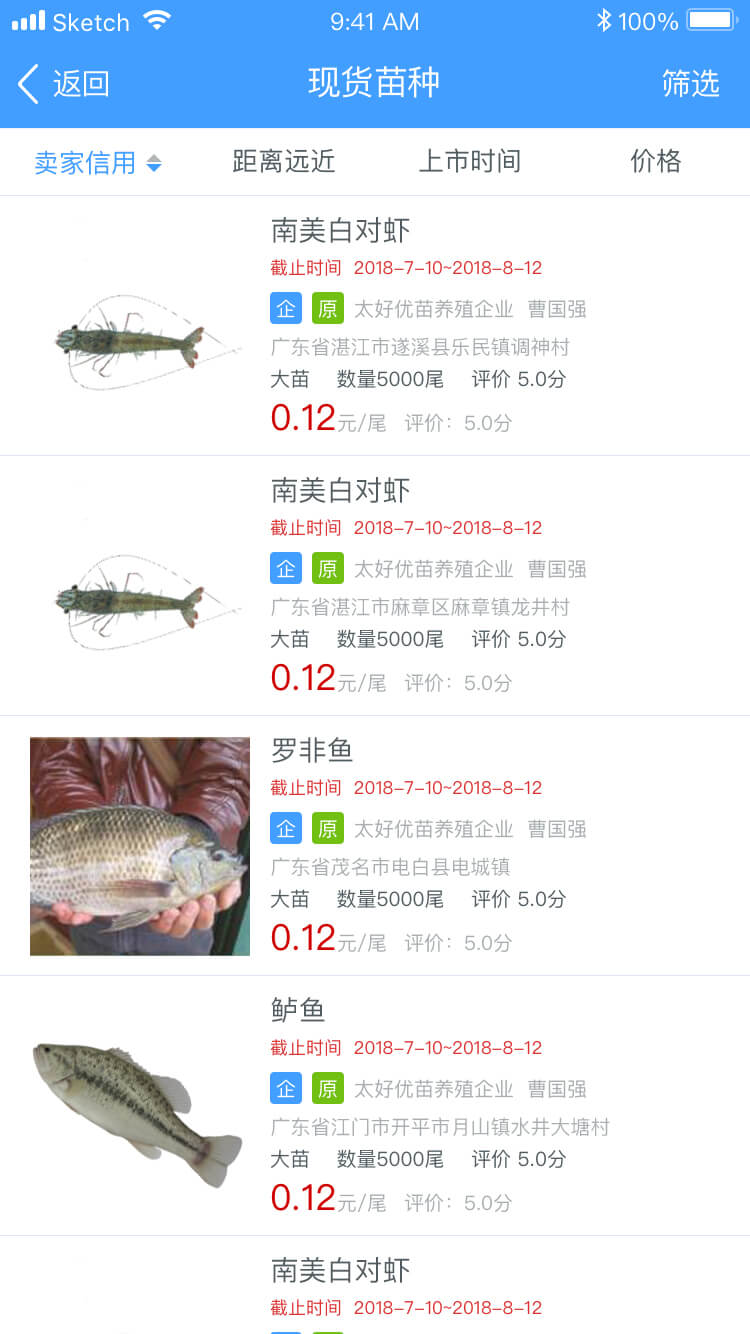 Sketch 9:41 AM 100%
返回 现货苗种 筛选
卖家信用 距离远近 上市时间 价格
南美白对虾
截止时间 2018-7-10~2018-8-12
企 原 太好优苗养殖企业 曹国强
广东省湛江市遂溪县乐民镇调神村
大苗 数量5000尾 评价 5.0分
0.12元/尾 评价：5.0分
南美白对虾
截止时间 2018-7-10~2018-8-12
企 原 太好优苗养殖企业 曹国强
广东省湛江市麻章区麻章镇龙井村
大苗 数量5000尾 评价 5.0分
0.12元/尾 评价：5.0分
罗非鱼
截止时间 2018-7-10~2018-8-12
企 原 太好优苗养殖企业 曹国强
广东省茂名市电白县电城镇
大苗 数量5000尾 评价 5.0分
0.12元/尾 评价：5.0分
鲈鱼
截止时间 2018-7-10~2018-8-12
企 原 太好优苗养殖企业 曹国强
广东省江门市开平市月山镇水井大塘村
大苗 数量5000尾 评价 5.0分
0.12元/尾 评价：5.0分
南美白对虾
截止时间 2018-7-10~2018-8-12